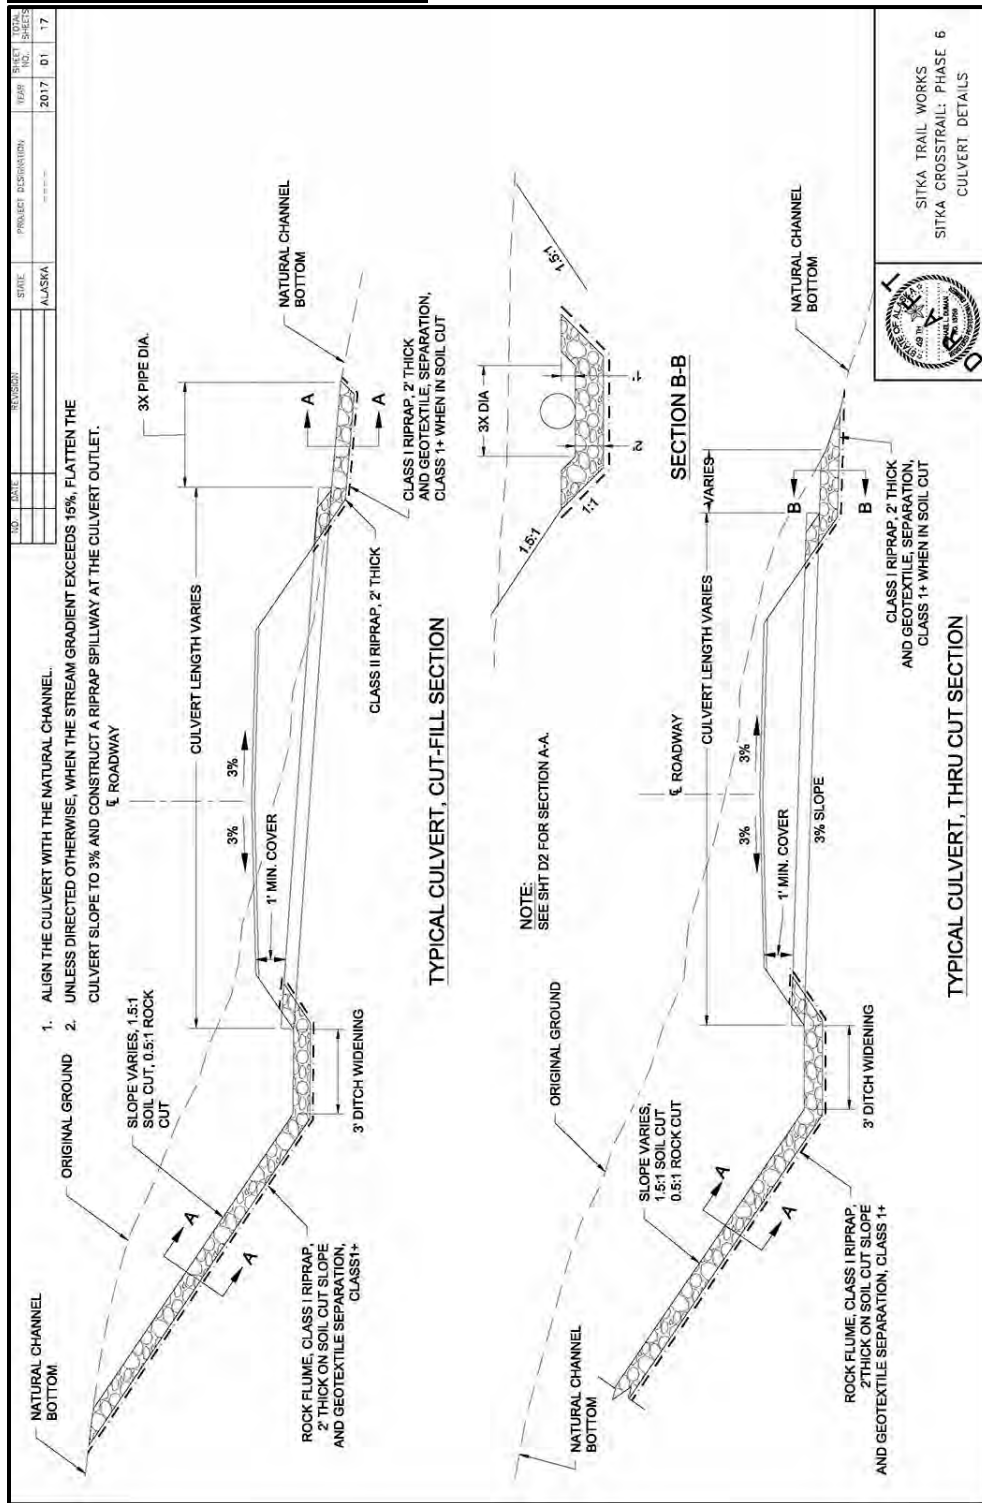 NO.
DATE
REVISION
STATE
PROJECT DESIGNATION
YEAR
SHEET NO.
TOTAL SHEETS
ALASKA
----
2017
D1
17
1. ALIGN THE CULVERT WITH THE NATURAL CHANNEL.
2. UNLESS DIRECTED OTHERWISE, WHEN THE STREAM GRADIENT EXCEEDS 15%, FLATTEN THE
CULVERT SLOPE TO 3% AND CONSTRUCT A RIPRAP SPILLWAY AT THE CULVERT OUTLET.
NATURAL CHANNEL
BOTTOM
ORIGINAL GROUND
SLOPE VARIES, 1.5:1
SOIL CUT, 0.5:1 ROCK
CUT
A
A
ROCK FLUME, CLASS I RIPRAP,
2' THICK ON SOIL CUT SLOPE
AND GEOTEXTILE SEPARATION,
CLASS1+
3' DITCH WIDENING
1' MIN. COVER
CULVERT LENGTH VARIES
℄ ROADWAY
3%
3%
3X PIPE DIA.
NATURAL CHANNEL
BOTTOM
A
A
CLASS II RIPRAP, 2' THICK
CLASS I RIPRAP, 2' THICK
AND GEOTEXTILE, SEPARATION,
CLASS 1+ WHEN IN SOIL CUT
TYPICAL CULVERT, CUT-FILL SECTION
NOTE:
SEE SHT D2 FOR SECTION A-A.
1.5:1
1:1
3X DIA
2'
1'
1.5:1
SECTION B-B
NATURAL CHANNEL
BOTTOM
ORIGINAL GROUND
SLOPE VARIES,
1.5:1 SOIL CUT
0.5:1 ROCK CUT
A
A
ROCK FLUME, CLASS I RIPRAP,
2'THICK ON SOIL CUT SLOPE
AND GEOTEXTILE SEPARATION, CLASS 1+
3' DITCH WIDENING
1' MIN. COVER
CULVERT LENGTH VARIES
℄ ROADWAY
3%
3%
3% SLOPE
VARIES
B
B
NATURAL CHANNEL
BOTTOM
CLASS I RIPRAP, 2' THICK
AND GEOTEXTILE, SEPARATION,
CLASS 1+ WHEN IN SOIL CUT
TYPICAL CULVERT, THRU CUT SECTION
STATE OF ALASKA
49 TH
DRAFT
SITKA TRAIL WORKS
SITKA CROSSTRAIL: PHASE 6
CULVERT DETAILS